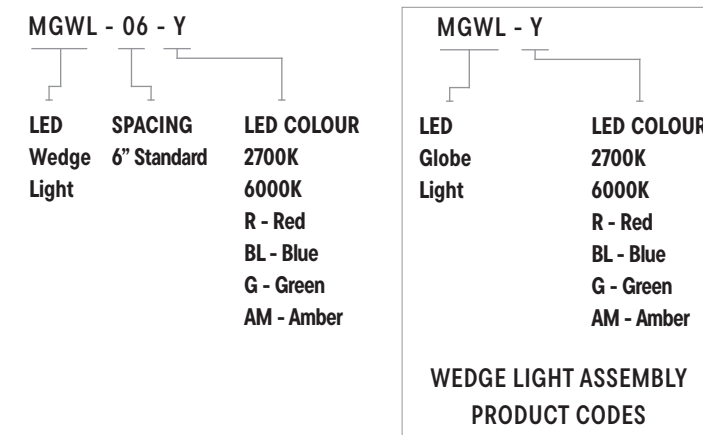 MGWL - 06 - Y
LED
Wedge
Light
SPACING
6” Standard
LED COLOUR
2700K
6000K
R - Red
BL - Blue
G - Green
AM - Amber
MGWL - Y
LED
Globe
Light
LED COLOUR
2700K
6000K
R - Red
BL - Blue
G - Green
AM - Amber
WEDGE LIGHT ASSEMBLY
PRODUCT CODES